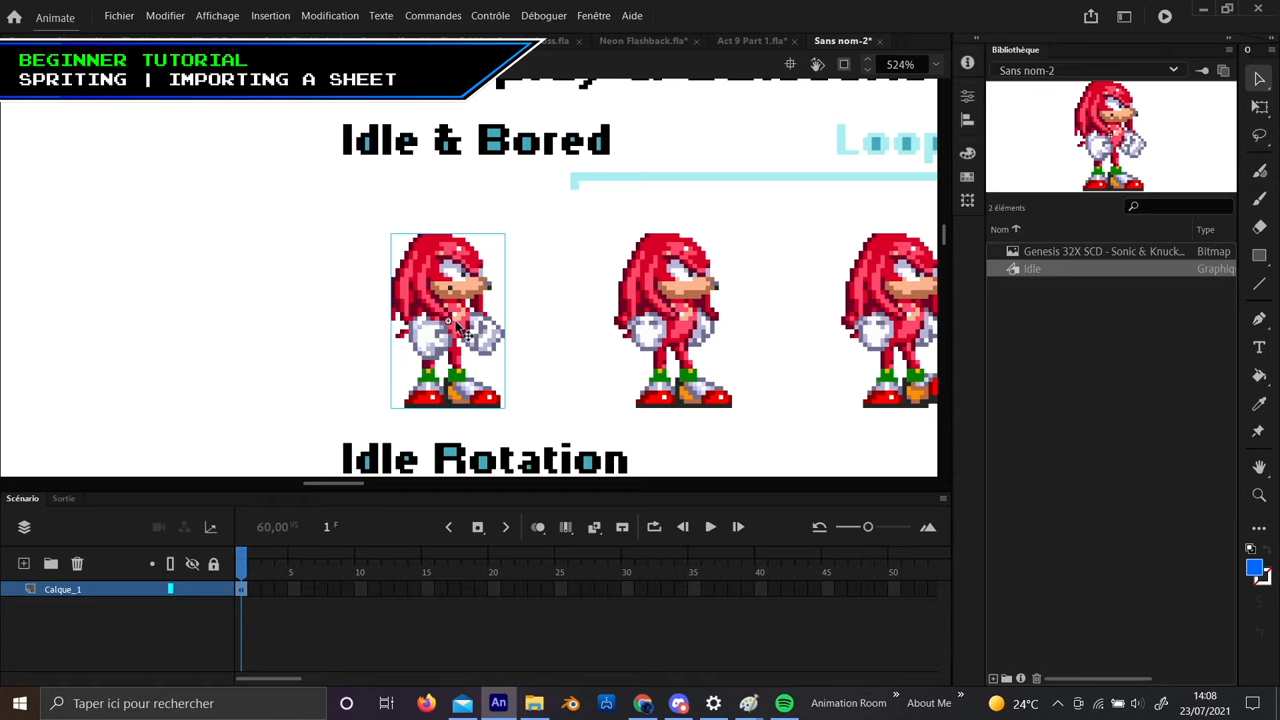 Animate
Fichier Modifier Affichage Insertion Modification Texte Commandes Contrôle Déboguer Fenêtre Aide
BEGINNER TUTORIAL
SPRITING | IMPORTING A SHEET
Neon Flashback.fla* Act 9 Part 1.fla* Sans nom-2*
524%
Idle & Bored
Loop
Idle Rotation
Bibliothèque
Sans nom-2
2 éléments
Nom Type
Genesis 32X SCD - Sonic & Knuck... Bitmap
Idle Graphiq
Scénario Sortie
60,00 I/S 1 F
5 10 15 20 25 30 35 40 45 50
Calque_1
Taper ici pour rechercher
An
Animation Room
About Me
24°C
14:08
23/07/2021